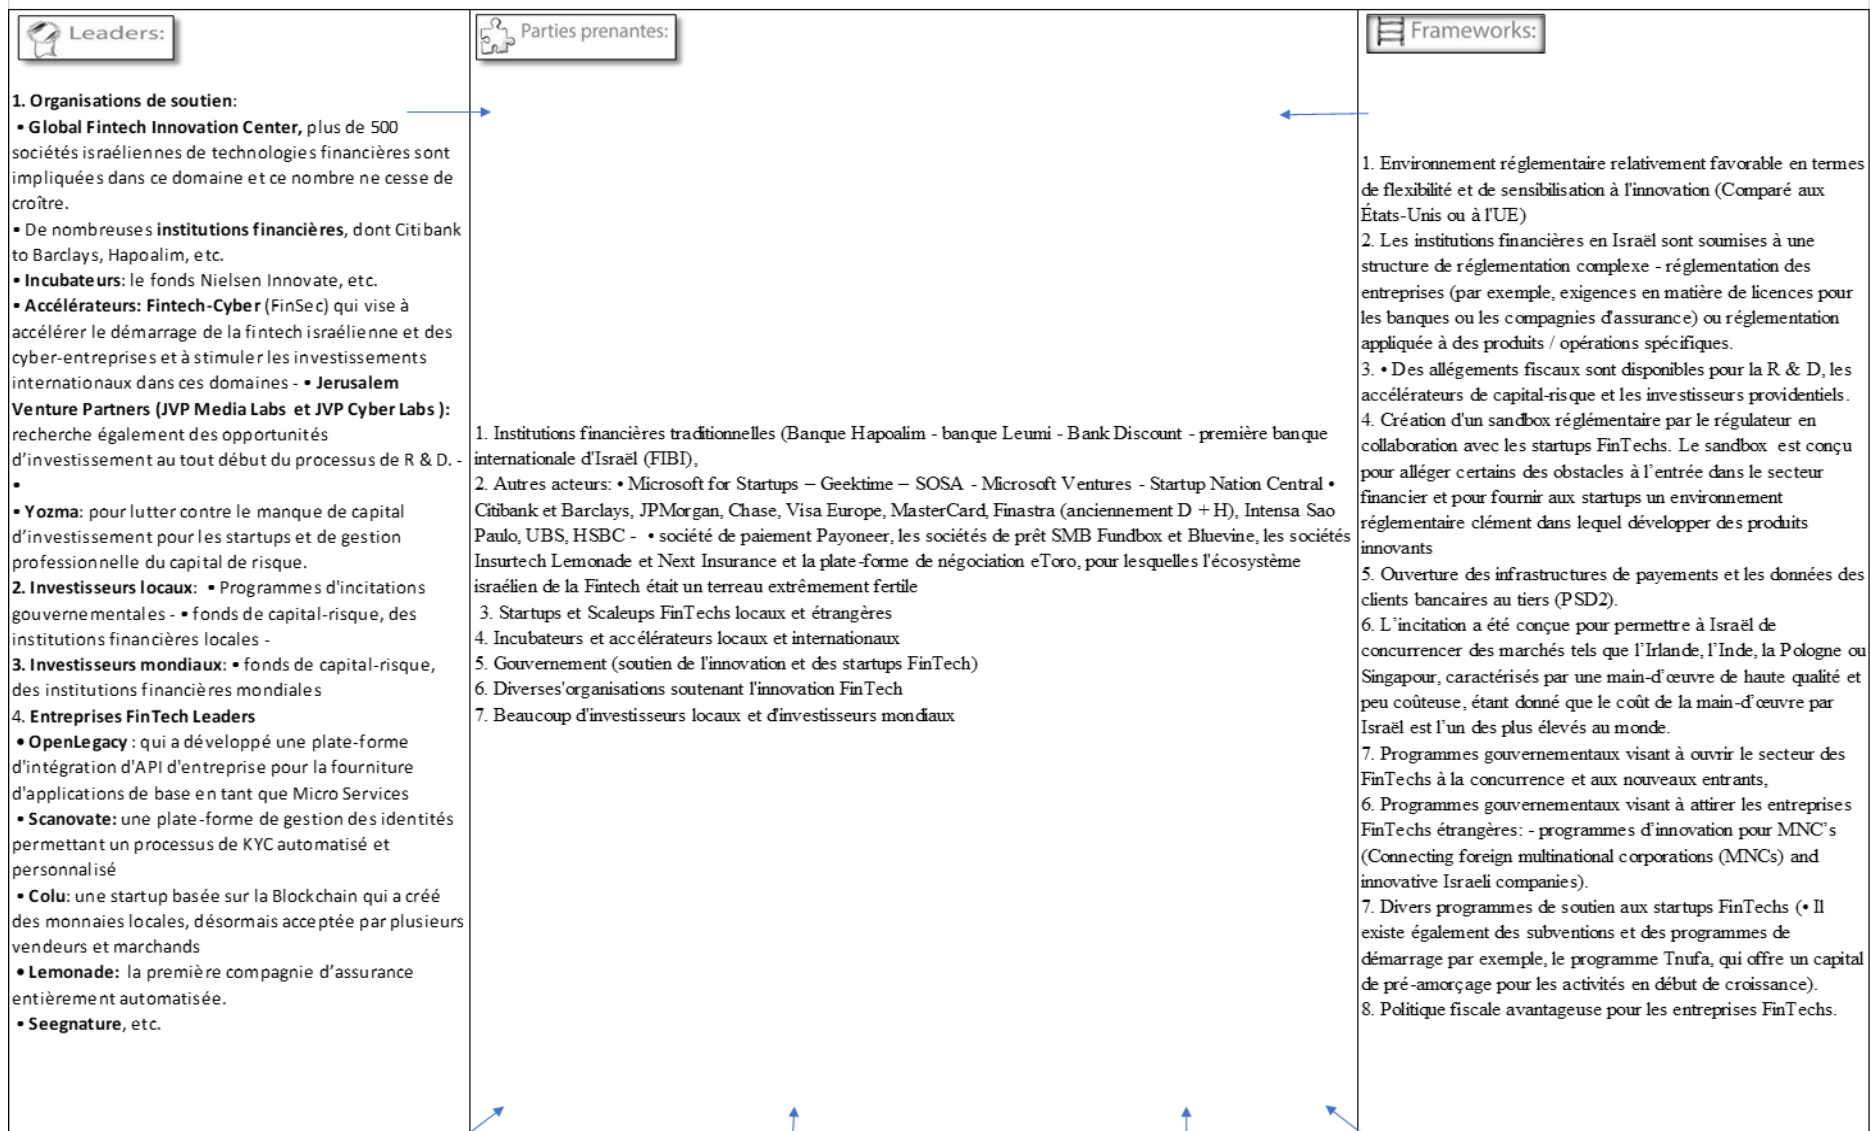 Leaders:
1. Organisations de soutien:
• Global Fintech Innovation Center, plus de 500
sociétés israéliennes de technologies financières sont
impliquées dans ce domaine et ce nombre ne cesse de
croître.
• De nombreuses institutions financières, dont Citibank
to Barclays, Hapoalim, etc.
• Incubateurs: le fonds Nielsen Innovate, etc.
• Accélérateurs: Fintech-Cyber (FinSec) qui vise à
accélérer le démarrage de la fintech israélienne et des
cyber-entreprises et à stimuler les investissements
internationaux dans ces domaines - • Jerusalem
Venture Partners (JVP Media Labs et JVP Cyber Labs ):
recherche également des opportunités
d’investissement au tout début du processus de R & D. -
•
• Yozma: pour lutter contre le manque de capital
d’investissement pour les startups et de gestion
professionnelle du capital de risque.
2. Investisseurs locaux: • Programmes d'incitations
gouvernementales - • fonds de capital-risque, des
institutions financières locales -
3. Investisseurs mondiaux: • fonds de capital-risque,
des institutions financières mondiales
4. Entreprises FinTech Leaders
• OpenLegacy : qui a développé une plate-forme
d'intégration d'API d'entreprise pour la fourniture
d'applications de base en tant que Micro Services
• Scanovate: une plate-forme de gestion des identités
permettant un processus de KYC automatisé et
personnalisé
• Colu: une startup basée sur la Blockchain qui a créé
des monnaies locales, désormais acceptée par plusieurs
vendeurs et marchands
• Lemonade: la première compagnie d’assurance
entièrement automatisée.
• Seegnature, etc.
Parties prenantes:
1. Institutions financières traditionnelles (Banque Hapoalim - banque Leumi - Bank Discount - première banque
internationale d'Israël (FIBI),
2. Autres acteurs: • Microsoft for Startups – Geektime – SOSA - Microsoft Ventures - Startup Nation Central •
Citibank et Barclays, JPMorgan, Chase, Visa Europe, MasterCard, Finastra (anciennement D + H), Intensa Sao
Paulo, UBS, HSBC - • société de paiement Payoneer, les sociétés de prêt SMB Fundbox et Bluevine, les sociétés
Insurtech Lemonade et Next Insurance et la plate-forme de négociation eToro, pour lesquelles l'écosystème
israélien de la Fintech était un terreau extrêmement fertile
3. Startups et Scaleups FinTechs locaux et étrangères
4. Incubateurs et accélérateurs locaux et internationaux
5. Gouvernement (soutien de l'innovation et des startups FinTech)
6. Diverses'organisations soutenant l'innovation FinTech
7. Beaucoup d'investisseurs locaux et d'investisseurs mondiaux
Frameworks:
1. Environnement réglementaire relativement favorable en termes
de flexibilité et de sensibilisation à l'innovation (Comparé aux
États-Unis ou à l'UE)
2. Les institutions financières en Israël sont soumises à une
structure de réglementation complexe - réglementation des
entreprises (par exemple, exigences en matière de licences pour
les banques ou les compagnies d'assurance) ou réglementation
appliquée à des produits / opérations spécifiques.
3. • Des allégements fiscaux sont disponibles pour la R & D, les
accélérateurs de capital-risque et les investisseurs providentiels.
4. Création d'un sandbox réglémentaire par le régulateur en
collaboration avec les startups FinTechs. Le sandbox est conçu
pour alléger certains des obstacles à l’entrée dans le secteur
financier et pour fournir aux startups un environnement
réglementaire clément dans lequel développer des produits
innovants
5. Ouverture des infrastructures de payements et les données des
clients bancaires au tiers (PSD2).
6. L’incitation a été conçue pour permettre à Israël de
concurrencer des marchés tels que l’Irlande, l’Inde, la Pologne ou
Singapour, caractérisés par une main-d’œuvre de haute qualité et
peu coûteuse, étant donné que le coût de la main-d’œuvre par
Israël est l’un des plus élevés au monde.
7. Programmes gouvernementaux visant à ouvrir le secteur des
FinTechs à la concurrence et aux nouveaux entrants,
6. Programmes gouvernementaux visant à attirer les entreprises
FinTechs étrangères: - programmes d’innovation pour MNC’s
(Connecting foreign multinational corporations (MNCs) and
innovative Israeli companies).
7. Divers programmes de soutien aux startups FinTechs (• Il
existe également des subventions et des programmes de
démarrage par exemple, le programme Tnufa, qui offre un capital
de pré-amorçage pour les activités en début de croissance).
8. Politique fiscale avantageuse pour les entreprises FinTechs.